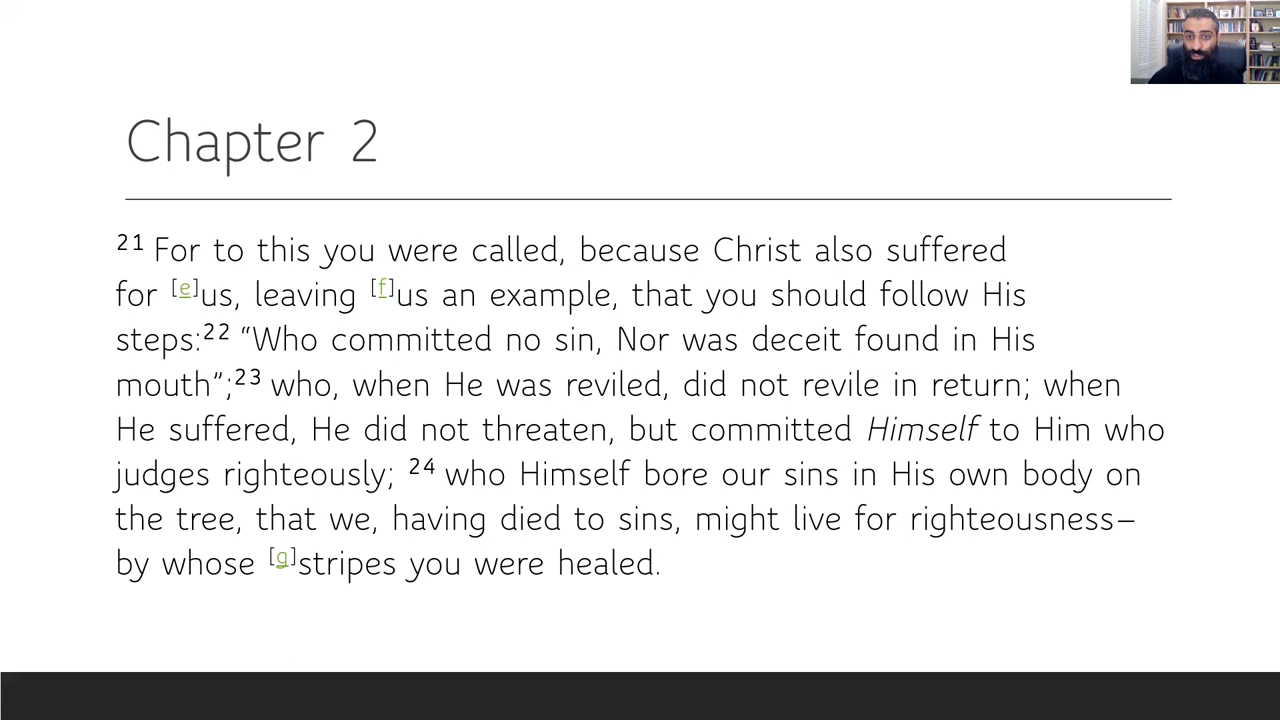 Chapter 2
21 For to this you were called, because Christ also suffered
for [e]us, leaving [f]us an example, that you should follow His
steps:22 “Who committed no sin, Nor was deceit found in His
mouth”;23 who, when He was reviled, did not revile in return; when
He suffered, He did not threaten, but committed Himself to Him who
judges righteously; 24 who Himself bore our sins in His own body on
the tree, that we, having died to sins, might live for righteousness—
by whose [g]stripes you were healed.